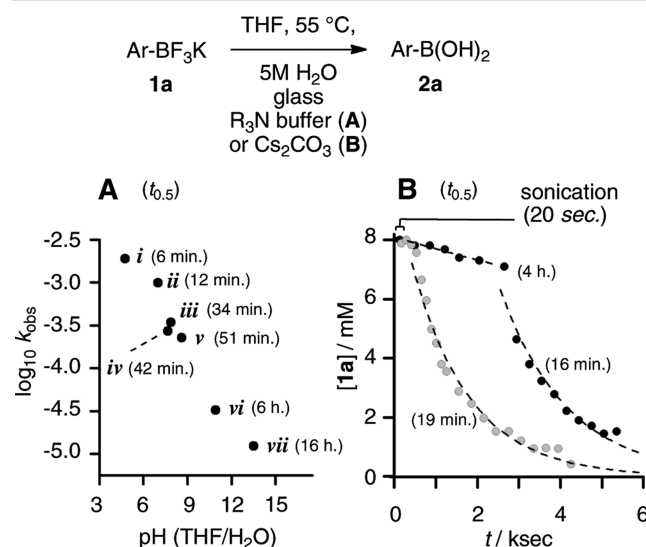 THF, 55 °C,
Ar-BF₃K
Ar-B(OH)₂
1a
5M H₂O
2a
glass
R₃N buffer (A)
or Cs₂CO₃ (B)
A (t₀.₅)
B (t₀.₅)
sonication
(20 sec.)
log₁₀ kobs
-2.5
-3.0
-3.5
-4.0
-4.5
-5.0
i (6 min.)
ii (12 min.)
iii (34 min.)
v (51 min.)
iv (42 min.)
vi (6 h.)
vii (16 h.)
3 6 9 12 15
pH (THF/H₂O)
[1a] / mM
8
6
4
2
0
(4 h.)
(16 min.)
(19 min.)
0 2 4 6
t / ksec